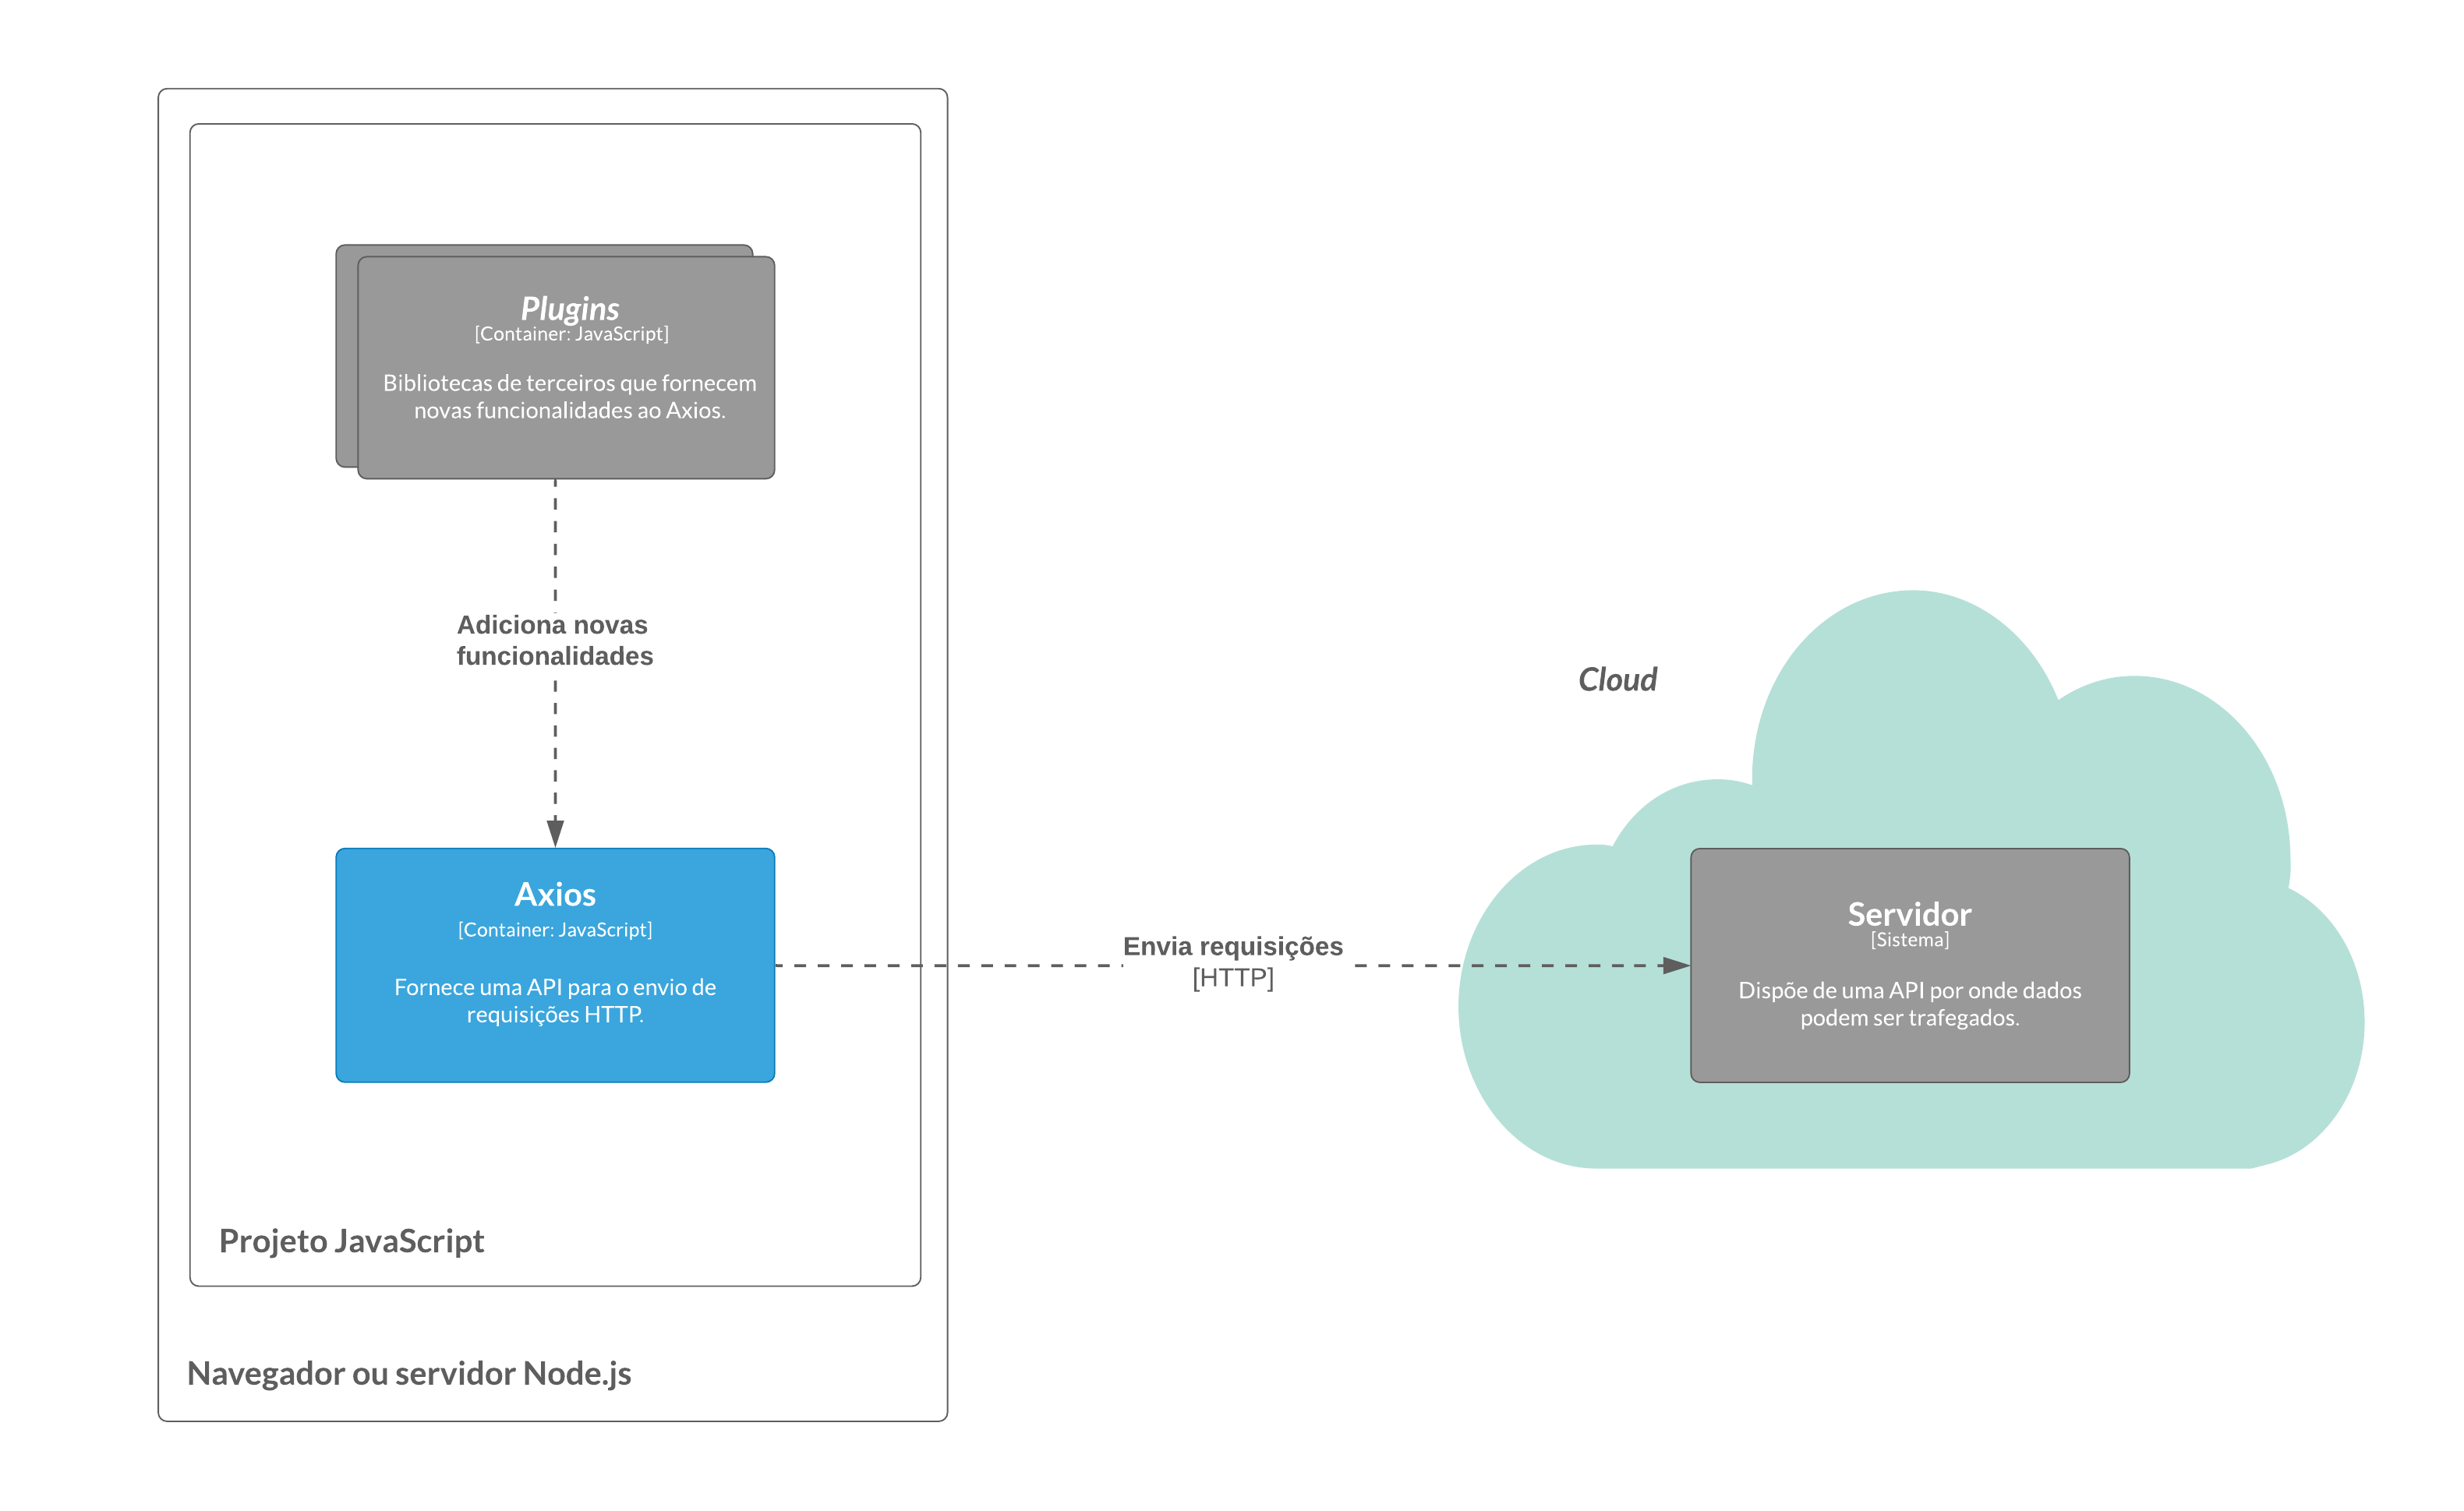 Plugins
[Container: JavaScript]
Bibliotecas de terceiros que fornecem
novas funcionalidades ao Axios.
Adiciona novas
funcionalidades
Axios
[Container: JavaScript]
Fornece uma API para o envio de
requisições HTTP.
Envia requisições
[HTTP]
Cloud
Servidor
[Sistema]
Dispõe de uma API por onde dados
podem ser trafegados.
Projeto JavaScript
Navegador ou servidor Node.js